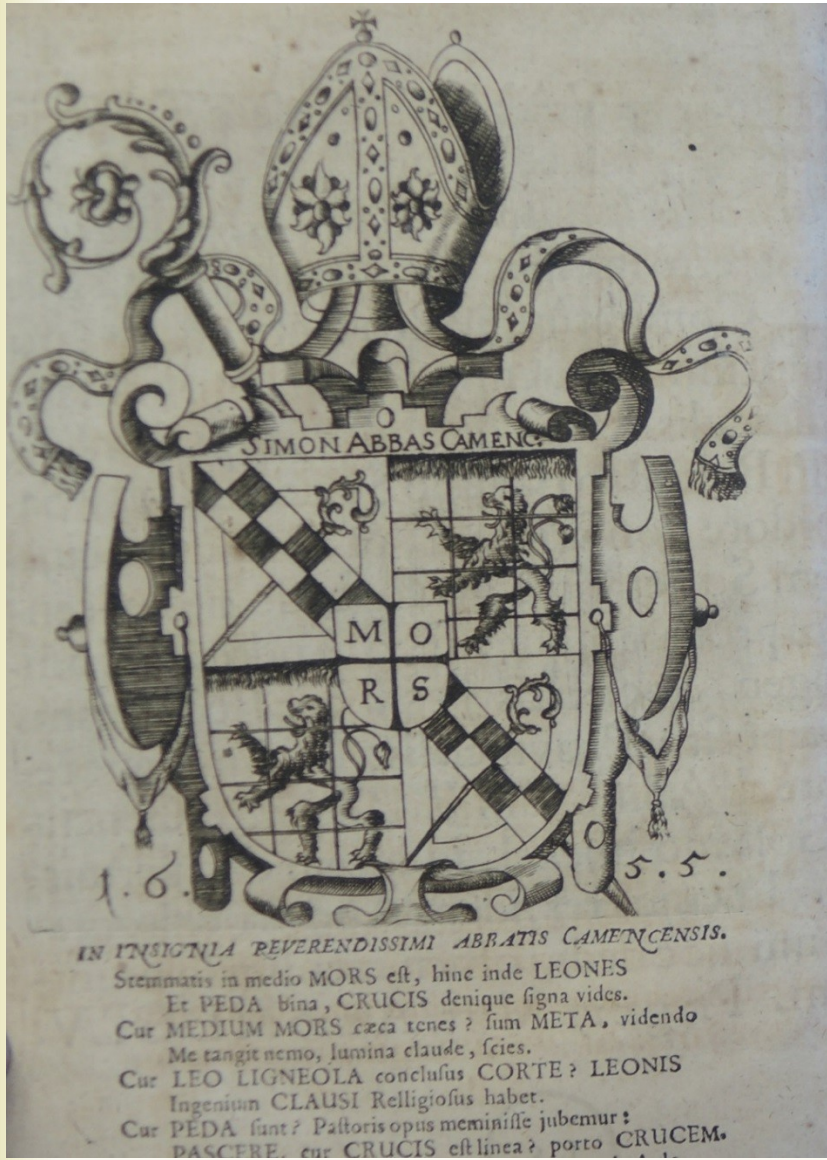 SIMON ABBAS CAMENC:
M O
R S
1.6. 5.5.
IN INSIGNIA REVERENDISSIMI ABBATIS CAMENCENSIS.
Stemmatis in medio MORS eſt, hinc inde LEONES
Et PEDA bina, CRUCIS denique ſigna vides.
Cur MEDIUM MORS cæca tenes? ſum META, videndo
Me tangit nemo, lumina claude, ſcies.
Cur LEO LIGNEOLA concluſus CORTE? LEONIS
Ingenium CLAUSI Relligioſus habet.
Cur PEDA ſunt? Paſtoris opus meminiſſe jubemur:
PASCERE, cur CRUCIS eſt linea? porto CRUCEM.